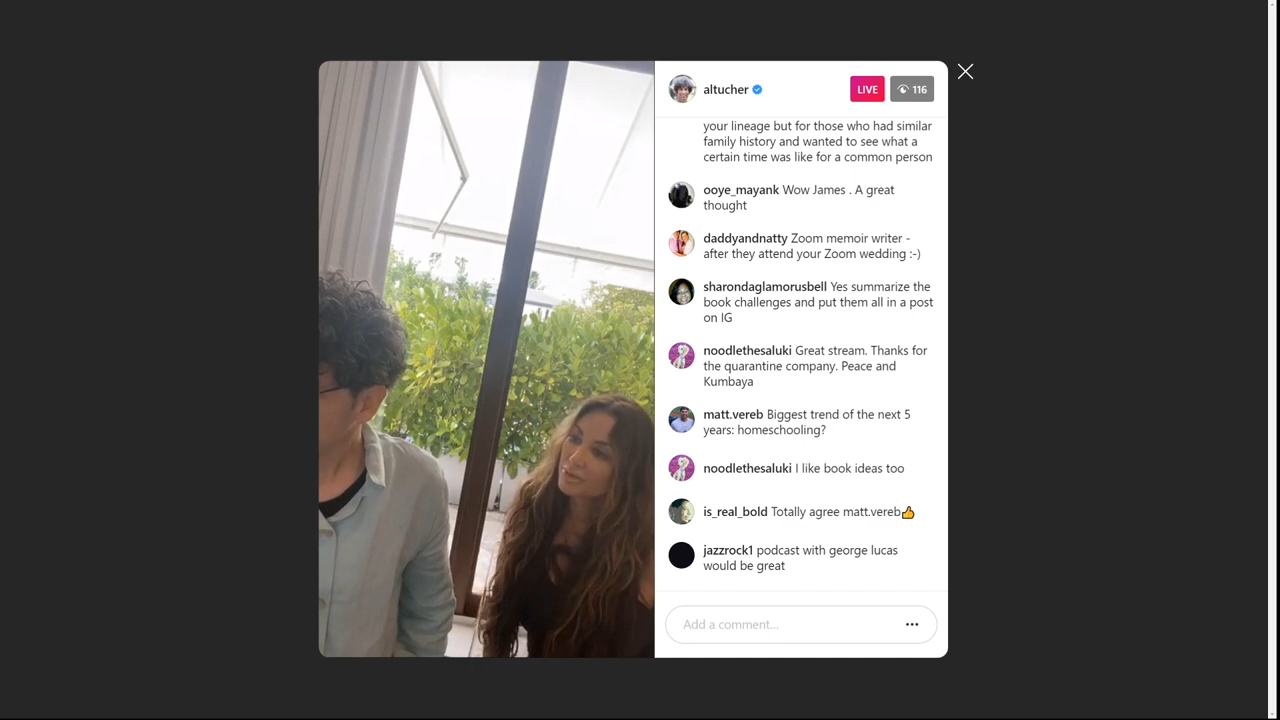 altucher
LIVE
116
your lineage but for those who had similar
family history and wanted to see what a
certain time was like for a common person
ooye_mayank Wow James . A great
thought
daddyandnatty Zoom memoir writer -
after they attend your Zoom wedding :-)
sharondaglamorusbell Yes summarize the
book challenges and put them all in a post
on IG
noodlethesaluki Great stream. Thanks for
the quarantine company. Peace and
Kumbaya
matt.vereb Biggest trend of the next 5
years: homeschooling?
noodlethesaluki I like book ideas too
is_real_bold Totally agree matt.vereb👍
jazzrock1 podcast with george lucas
would be great
Add a comment...